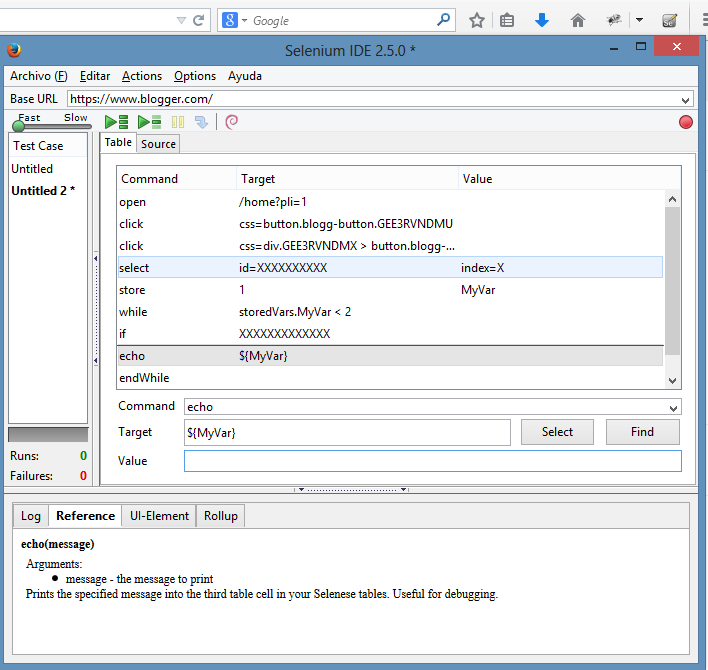 Google
Selenium IDE 2.5.0 *
Archivo (F) Editar Actions Options Ayuda
Base URL https://www.blogger.com/
Fast Slow
Test Case
Untitled
Untitled 2 *
Table Source
Command Target Value
open /home?pli=1
click css=button.blogg-button.GEE3RVNDMU
click css=div.GEE3RVNDMX > button.blogg-...
select id=XXXXXXXXXX index=X
store 1 MyVar
while storedVars.MyVar < 2
if XXXXXXXXXXXXX
echo ${MyVar}
endWhile
Command echo
Target ${MyVar} Select Find
Value
Runs: 0
Failures: 0
Log Reference UI-Element Rollup
echo(message)
Arguments:
• message - the message to print
Prints the specified message into the third table cell in your Selenese tables. Useful for debugging.